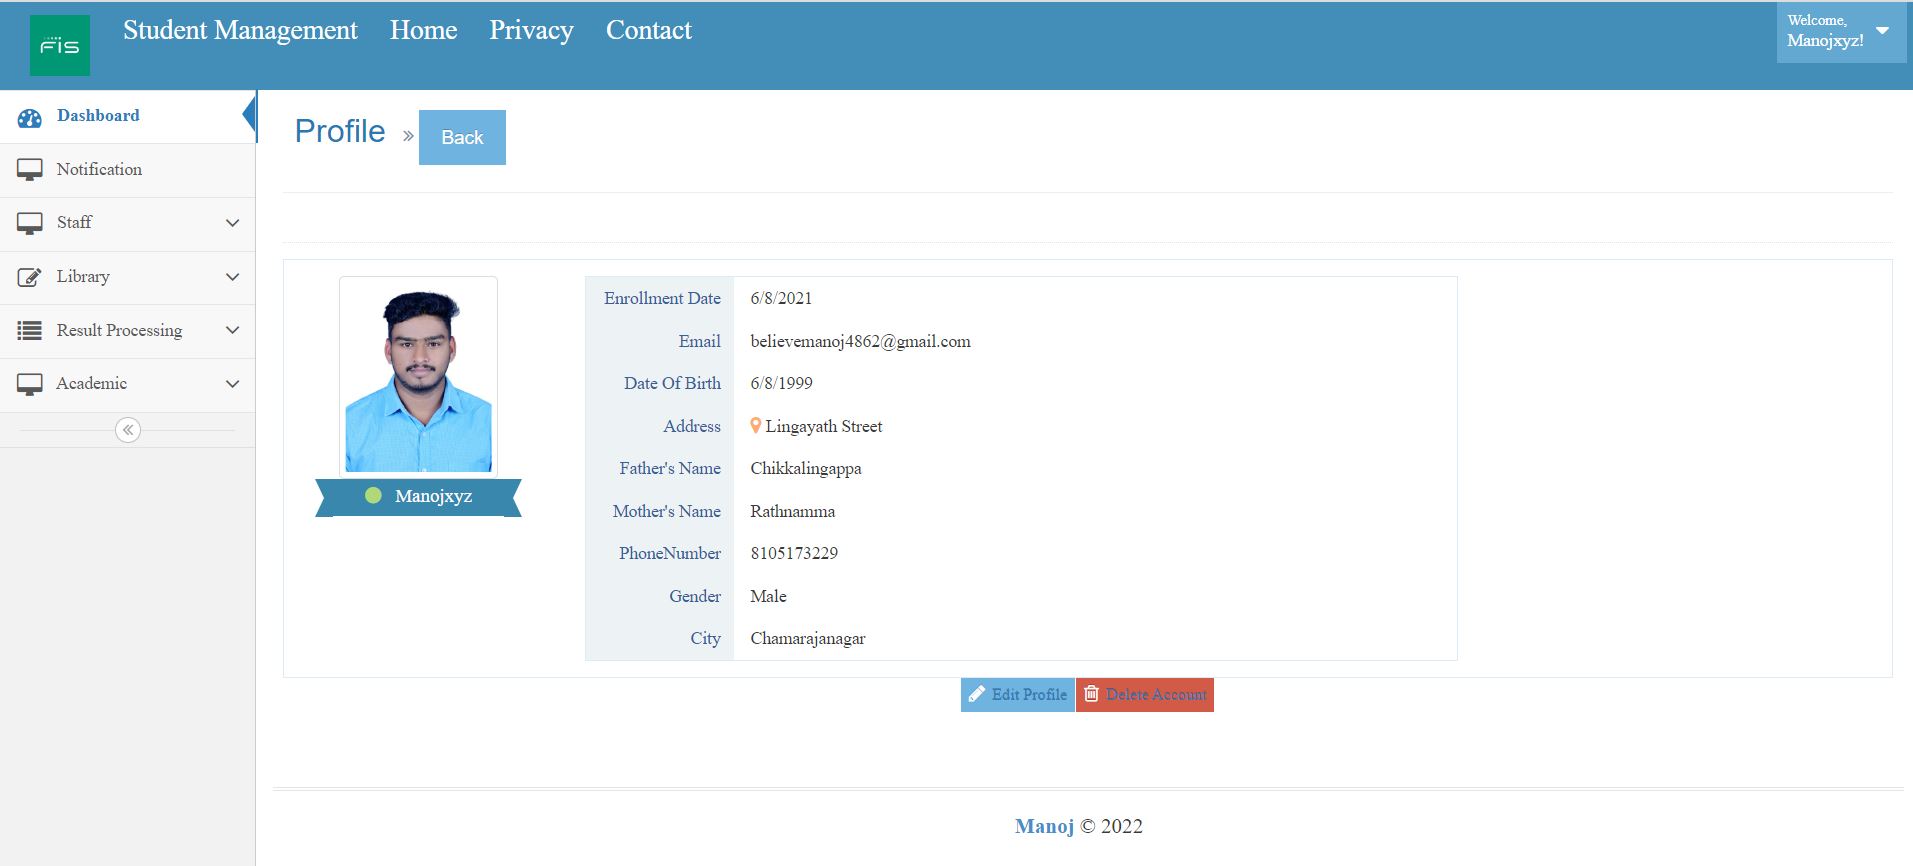 FIS
Student Management Home Privacy Contact
Welcome,
Manojxyz!
Dashboard
Notification
Staff
Library
Result Processing
Academic
Profile » Back
Enrollment Date 6/8/2021
Email believemanoj4862@gmail.com
Date Of Birth 6/8/1999
Address Lingayath Street
Father's Name Chikkalingappa
Mother's Name Rathnamma
PhoneNumber 8105173229
Gender Male
City Chamarajanagar
Manojxyz
Edit Profile Delete Account
Manoj © 2022